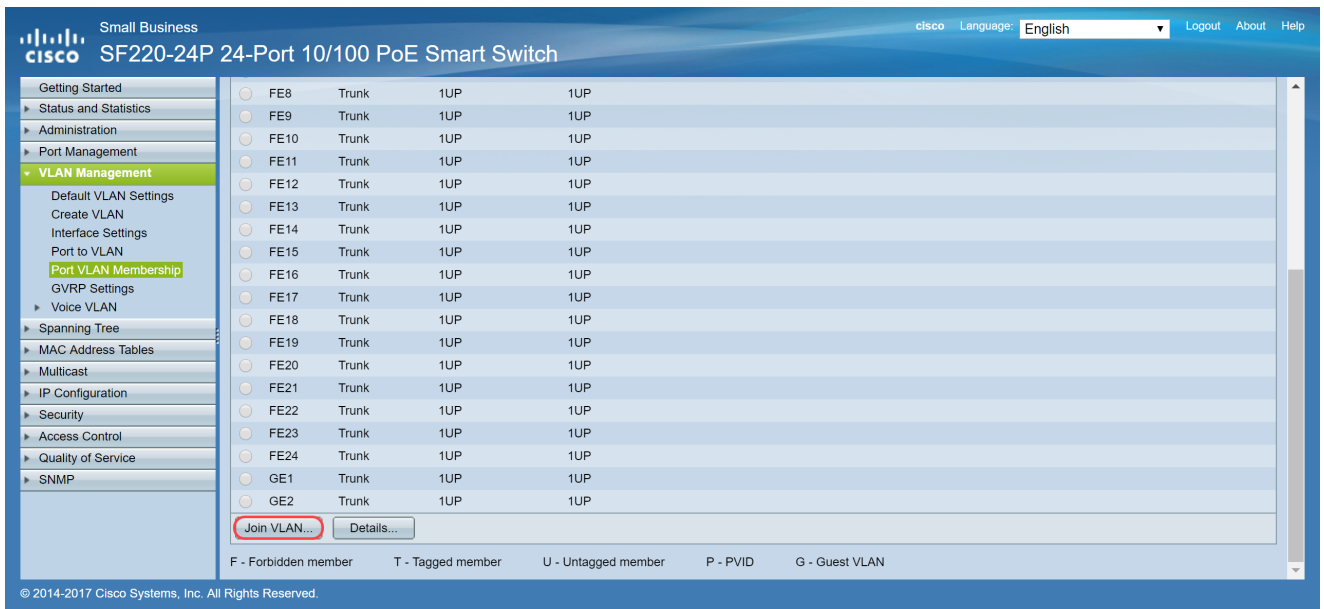 Small Business
cisco Language: English Logout About Help
cisco SF220-24P 24-Port 10/100 PoE Smart Switch
Getting Started
Status and Statistics
Administration
Port Management
VLAN Management
Default VLAN Settings
Create VLAN
Interface Settings
Port to VLAN
Port VLAN Membership
GVRP Settings
Voice VLAN
Spanning Tree
MAC Address Tables
Multicast
IP Configuration
Security
Access Control
Quality of Service
SNMP
FE8 Trunk 1UP 1UP
FE9 Trunk 1UP 1UP
FE10 Trunk 1UP 1UP
FE11 Trunk 1UP 1UP
FE12 Trunk 1UP 1UP
FE13 Trunk 1UP 1UP
FE14 Trunk 1UP 1UP
FE15 Trunk 1UP 1UP
FE16 Trunk 1UP 1UP
FE17 Trunk 1UP 1UP
FE18 Trunk 1UP 1UP
FE19 Trunk 1UP 1UP
FE20 Trunk 1UP 1UP
FE21 Trunk 1UP 1UP
FE22 Trunk 1UP 1UP
FE23 Trunk 1UP 1UP
FE24 Trunk 1UP 1UP
GE1 Trunk 1UP 1UP
GE2 Trunk 1UP 1UP
Join VLAN... Details...
F - Forbidden member T - Tagged member U - Untagged member P - PVID G - Guest VLAN
© 2014-2017 Cisco Systems, Inc. All Rights Reserved.